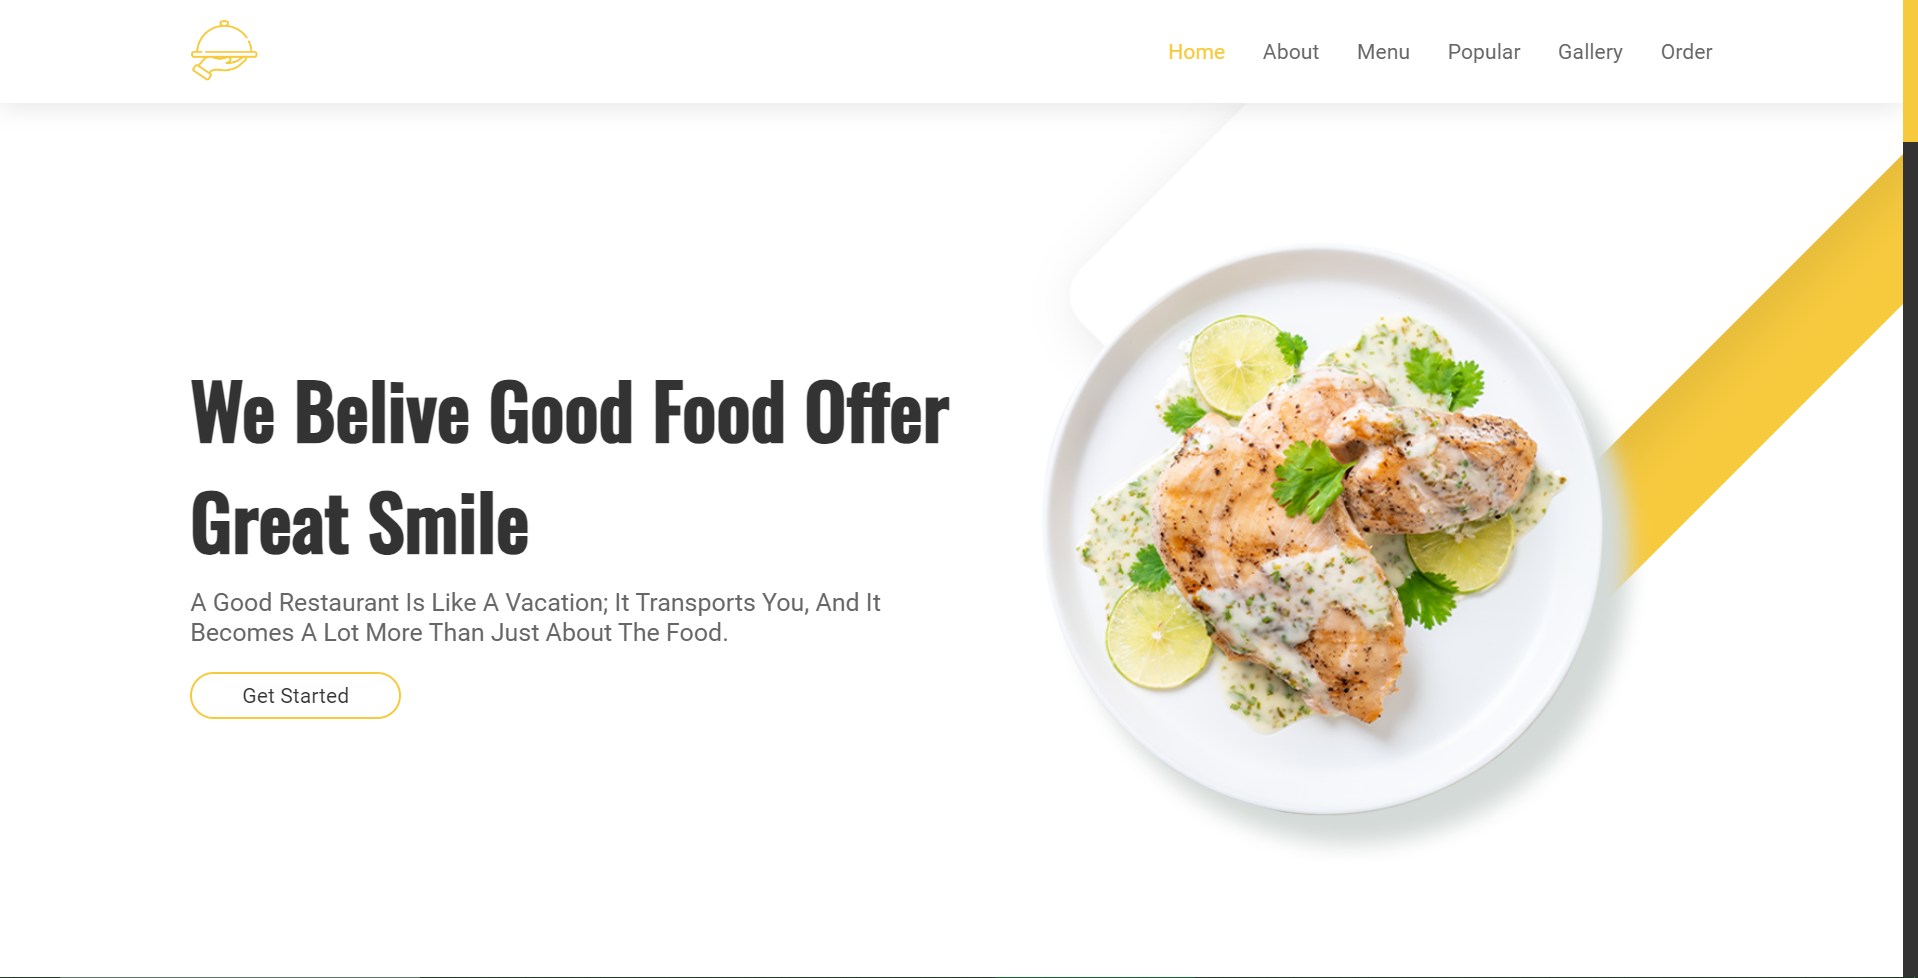 Home About Menu Popular Gallery Order
We Belive Good Food Offer
Great Smile
A Good Restaurant Is Like A Vacation; It Transports You, And It
Becomes A Lot More Than Just About The Food.
Get Started